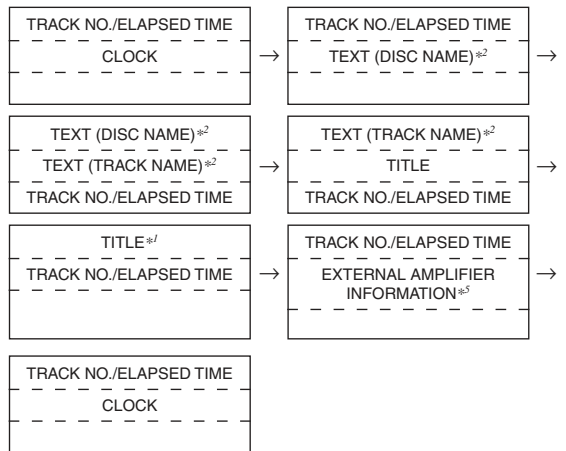 TRACK NO./ELAPSED TIME
CLOCK
→
TRACK NO./ELAPSED TIME
TEXT (DISC NAME)*2
→
TEXT (DISC NAME)*2
TEXT (TRACK NAME)*2
TRACK NO./ELAPSED TIME
→
TEXT (TRACK NAME)*2
TITLE
TRACK NO./ELAPSED TIME
→
TITLE*1
TRACK NO./ELAPSED TIME
→
TRACK NO./ELAPSED TIME
EXTERNAL AMPLIFIER
INFORMATION*5
→
TRACK NO./ELAPSED TIME
CLOCK